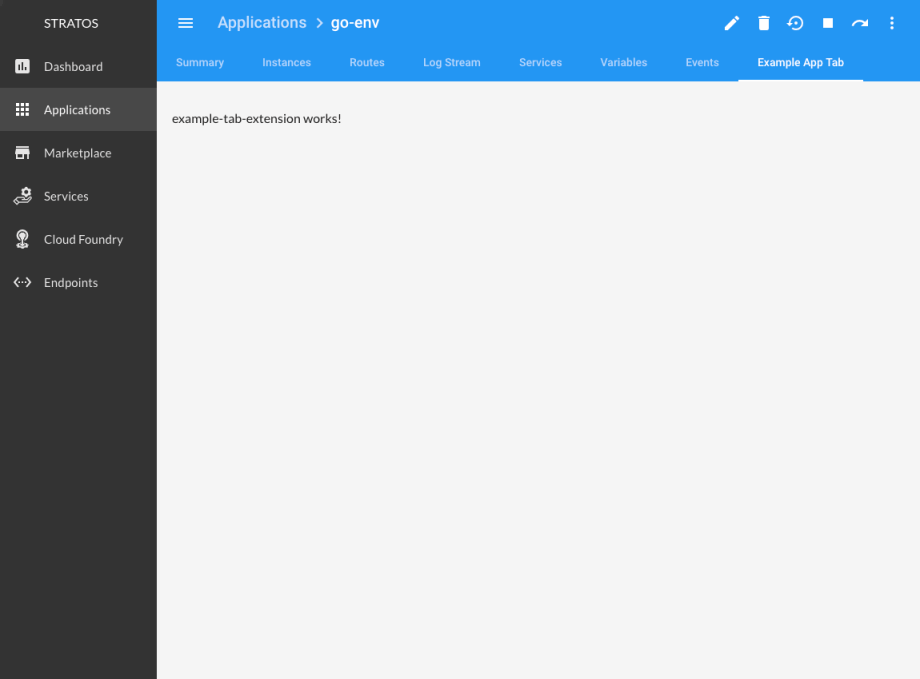 STRATOS
Dashboard
Applications
Marketplace
Services
Cloud Foundry
Endpoints
Applications > go-env
Summary Instances Routes Log Stream Services Variables Events Example App Tab
example-tab-extension works!